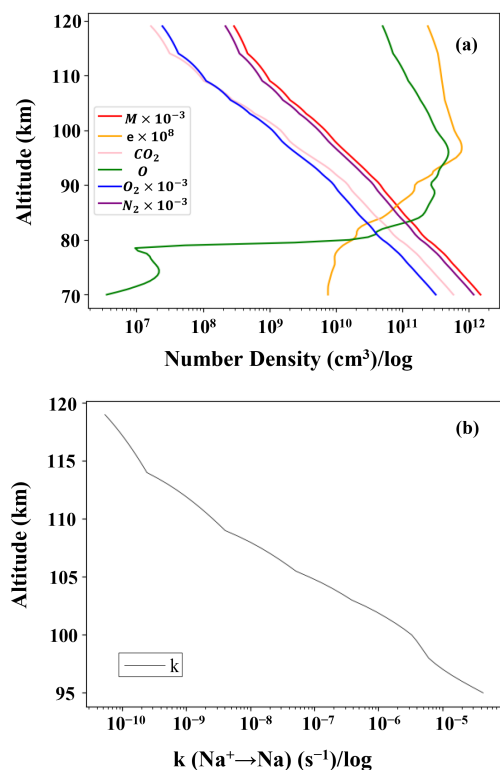 120
(a)
110
100
90
80
70
Altitude (km)
M × 10⁻³
e × 10⁸
CO₂
O
O₂ × 10⁻³
N₂ × 10⁻³
10⁷ 10⁸ 10⁹ 10¹⁰ 10¹¹ 10¹²
Number Density (cm³)/log
120
(b)
115
110
105
100
95
Altitude (km)
k
10⁻¹⁰ 10⁻⁹ 10⁻⁸ 10⁻⁷ 10⁻⁶ 10⁻⁵
k (Na⁺→Na) (s⁻¹)/log